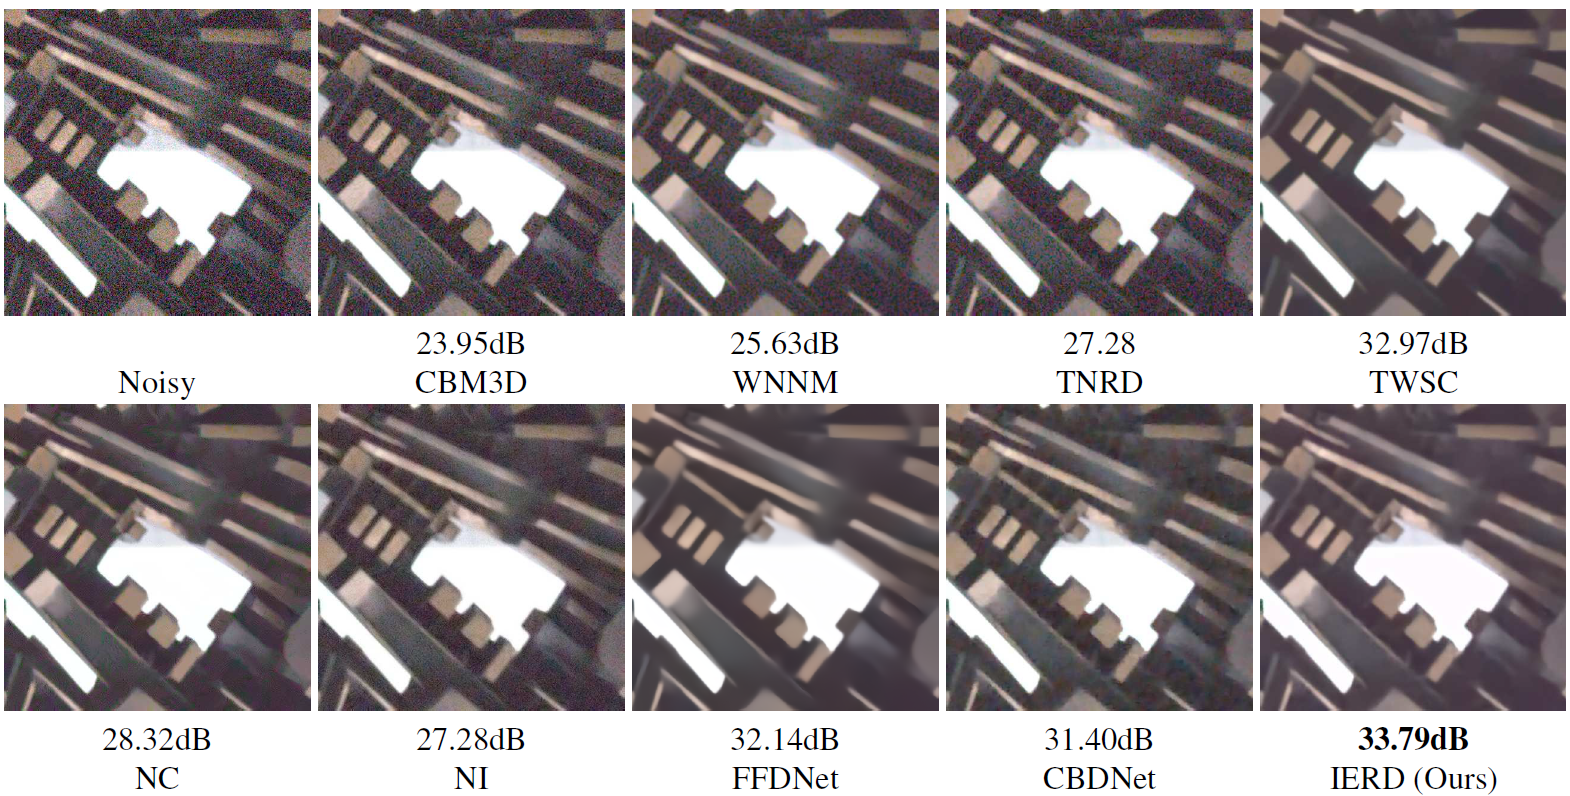 23.95dB 25.63dB 27.28 32.97dB
Noisy CBM3D WNNM TNRD TWSC
28.32dB 27.28dB 32.14dB 31.40dB 33.79dB
NC NI FFDNet CBDNet IERD (Ours)